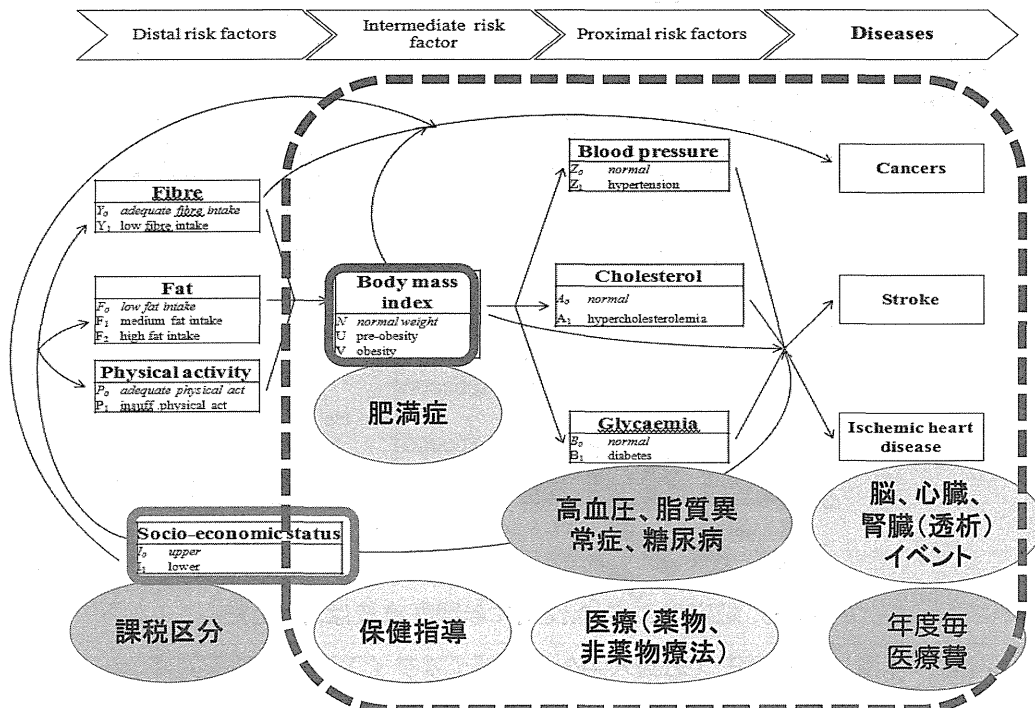 Distal risk factors
Intermediate risk
factor
Proximal risk factors
Diseases
Fibre
Y₀ adequate fibre intake
Y₁ low fibre intake
Fat
F₀ low fat intake
F₁ medium fat intake
F₂ high fat intake
Physical activity
P₀ adequate physical act
P₁ insuff physical act
Socio-economic status
upper
lower
課税区分
Body mass
index
N normal weight
U pre-obesity
V obesity
肥満症
保健指導
Blood pressure
Z₀ normal
Z₁ hypertension
Cholesterol
A₀ normal
A₁ hypercholesterolemia
Glycaemia
B₀ normal
B₁ diabetes
高血圧、脂質異
常症、糖尿病
医療(薬物、
非薬物療法)
Cancers
Stroke
Ischemic heart
disease
脳、心臓、
腎臓(透析)
イベント
年度毎
医療費